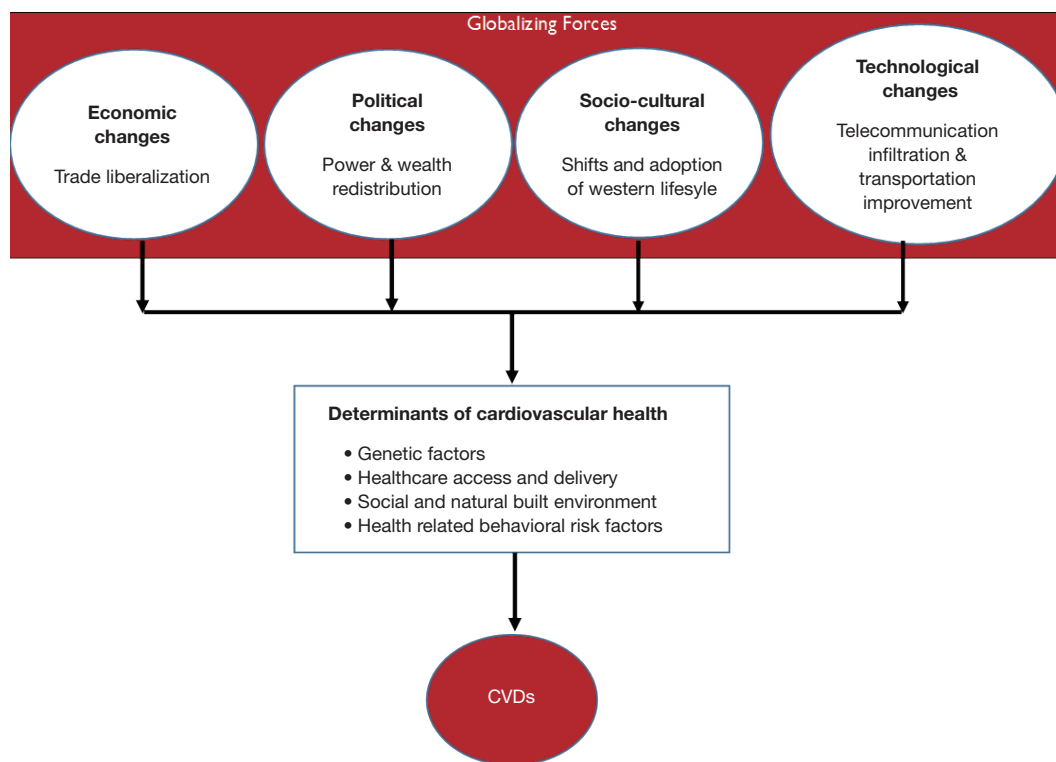 Globalizing Forces
Economic
changes
Trade liberalization
Political
changes
Power & wealth
redistribution
Socio-cultural
changes
Shifts and adoption
of western lifesyle
Technological
changes
Telecommunication
infiltration &
transportation
improvement
Determinants of cardiovascular health
• Genetic factors
• Healthcare access and delivery
• Social and natural built environment
• Health related behavioral risk factors
CVDs